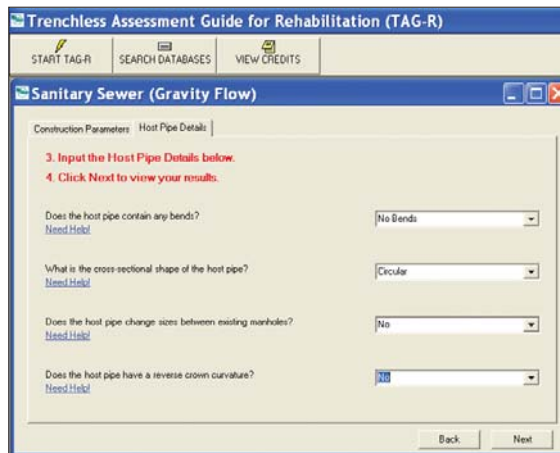 Trenchless Assessment Guide for Rehabilitation (TAG-R)
START TAG-R SEARCH DATABASES VIEW CREDITS
Sanitary Sewer (Gravity Flow)
Construction Parameters Host Pipe Details
3. Input the Host Pipe Details below.
4. Click Next to view your results.
Does the host pipe contain any bends? No Bends
Need Help!
What is the cross-sectional shape of the host pipe? Circular
Need Help!
Does the host pipe change sizes between existing manholes? No
Need Help!
Does the host pipe have a reverse crown curvature? No
Need Help!
Back Next